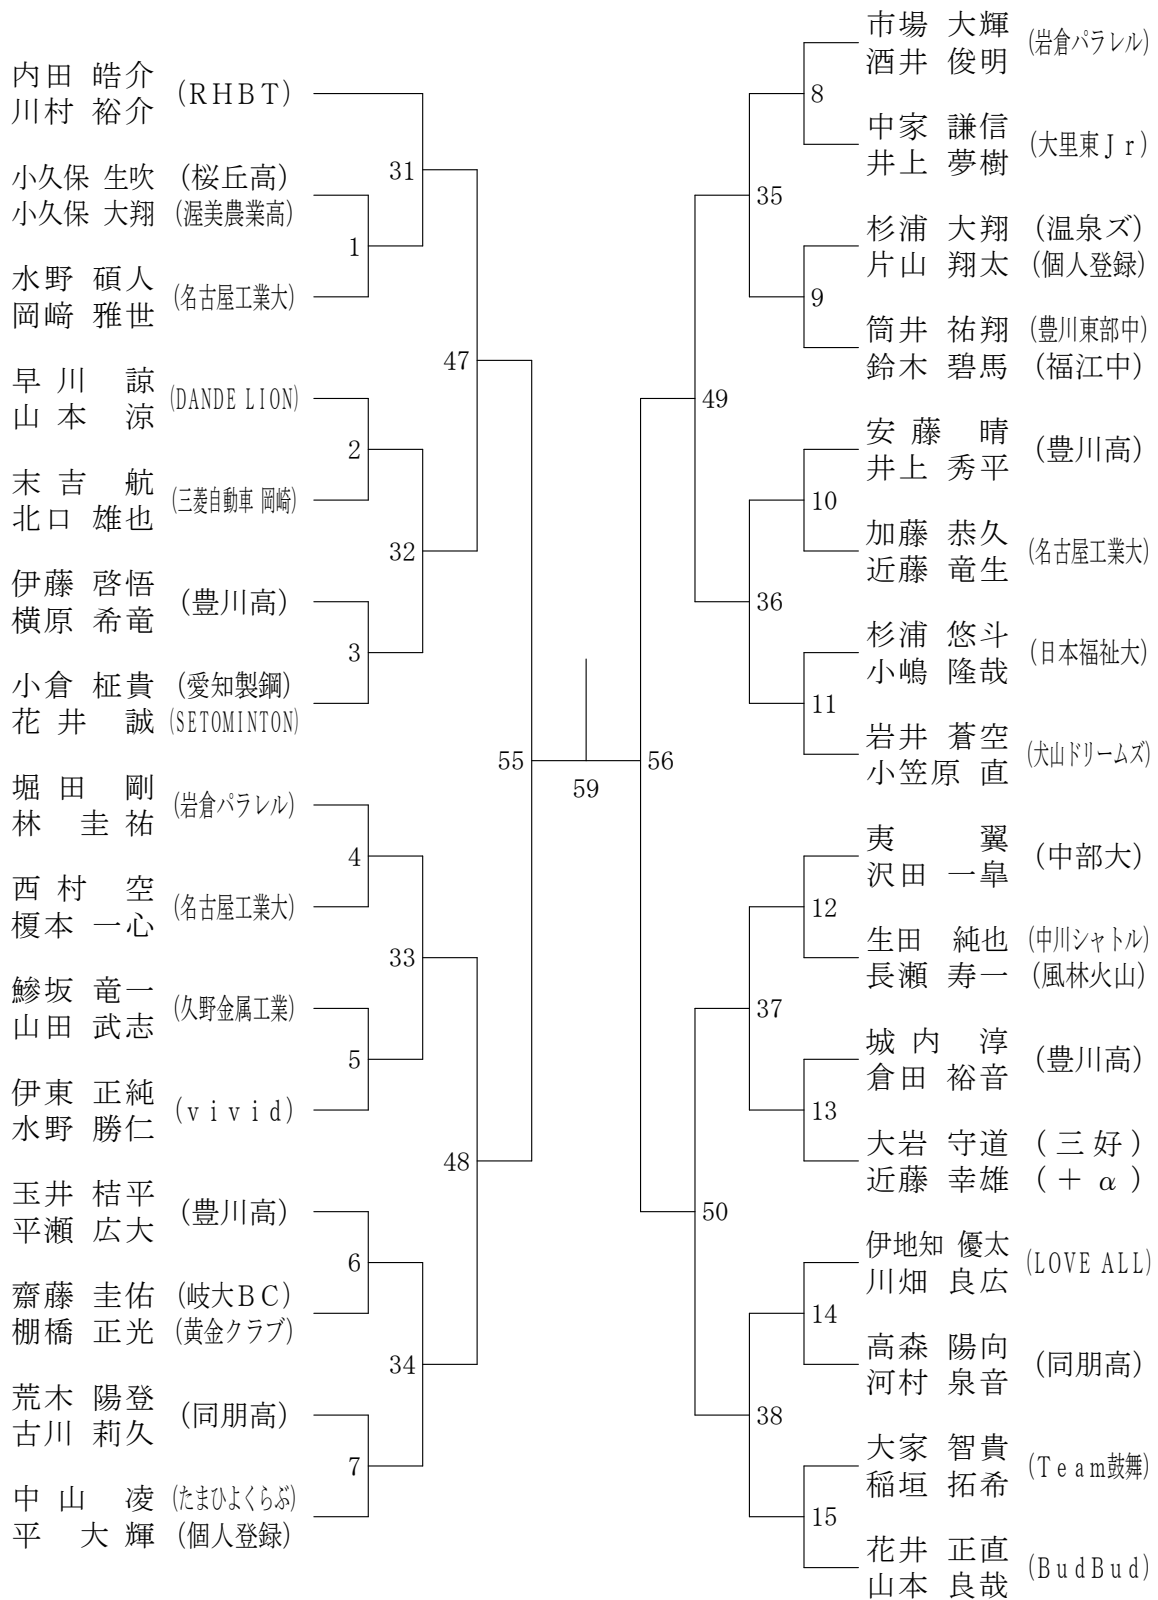 内田 皓介 (RHBT)
川村 裕介
31
小久保 生吹 (桜丘高)
小久保 大翔 (渥美農業高)
1
水野 碩人 (名古屋工業大)
岡﨑 雅世
47
早川 諒 (DANDE LION)
山本 涼
2
末吉 航 (三菱自動車 岡崎)
北口 雄也
32
伊藤 啓悟 (豊川高)
横原 希竜
3
小倉 柾貴 (愛知製鋼)
花井 誠 (SETOMINTON)
55
堀田 剛 (岩倉パラレル)
林 圭祐
4
西村 空 (名古屋工業大)
榎本 一心
33
鯵坂 竜一 (久野金属工業)
山田 武志
5
伊東 正純 (vivid)
水野 勝仁
48
玉井 桔平 (豊川高)
平瀬 広大
6
齋藤 圭佑 (岐大BC)
棚橋 正光 (黄金クラブ)
34
荒木 陽登 (同朋高)
古川 莉久
7
中山 凌 (たまひよくらぶ)
平 大輝 (個人登録)
59
市場 大輝 (岩倉パラレル)
酒井 俊明
8
中家 謙信 (大里東Jr)
井上 夢樹
35
杉浦 大翔 (温泉ズ)
片山 翔太 (個人登録)
9
筒井 祐翔 (豊川東部中)
鈴木 碧馬 (福江中)
49
安藤 晴 (豊川高)
井上 秀平
10
加藤 恭久 (名古屋工業大)
近藤 竜生
36
杉浦 悠斗 (日本福祉大)
小嶋 隆哉
11
岩井 蒼空 (犬山ドリームズ)
小笠原 直
56
夷 翼 (中部大)
沢田 一皐
12
生田 純也 (中川シャトル)
長瀬 寿一 (風林火山)
37
城内 淳 (豊川高)
倉田 裕音
13
大岩 守道 (三好)
近藤 幸雄 (+α)
50
伊地知 優太 (LOVE ALL)
川畑 良広
14
高森 陽向 (同朋高)
河村 泉音
38
大家 智貴 (Team鼓舞)
稲垣 拓希
15
花井 正直 (BudBud)
山本 良哉